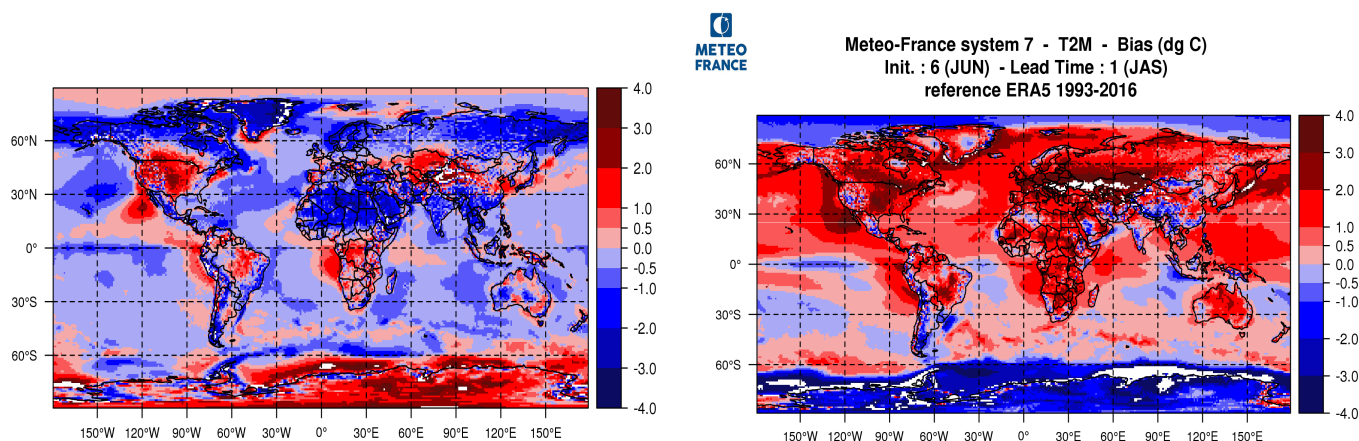 METEO
FRANCE
Meteo-France system 7 - T2M - Bias (dg C)
Init. : 6 (JUN) - Lead Time : 1 (JAS)
reference ERA5 1993-2016
60°N
30°N
0°
30°S
60°S
150°W 120°W 90°W 60°W 30°W 0° 30°E 60°E 90°E 120°E 150°E
4.0
3.0
2.0
1.0
0.5
0.0
-0.5
-1.0
-2.0
-3.0
-4.0
60°N
30°N
0°
30°S
60°S
150°W 120°W 90°W 60°W 30°W 0° 30°E 60°E 90°E 120°E 150°E
4.0
3.0
2.0
1.0
0.5
0.0
-0.5
-1.0
-2.0
-3.0
-4.0